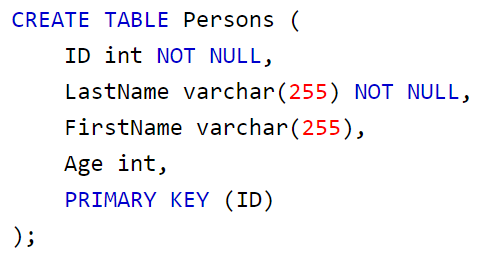 CREATE TABLE Persons (
    ID int NOT NULL,
    LastName varchar(255) NOT NULL,
    FirstName varchar(255),
    Age int,
    PRIMARY KEY (ID)
);